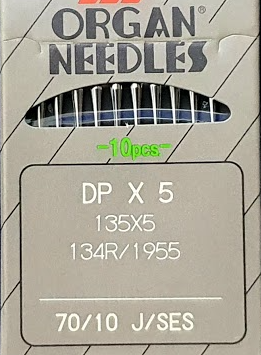 ORGAN®
NEEDLES
-10pcs-
DP X 5
135X5
134R/1955
70/10 J/SES